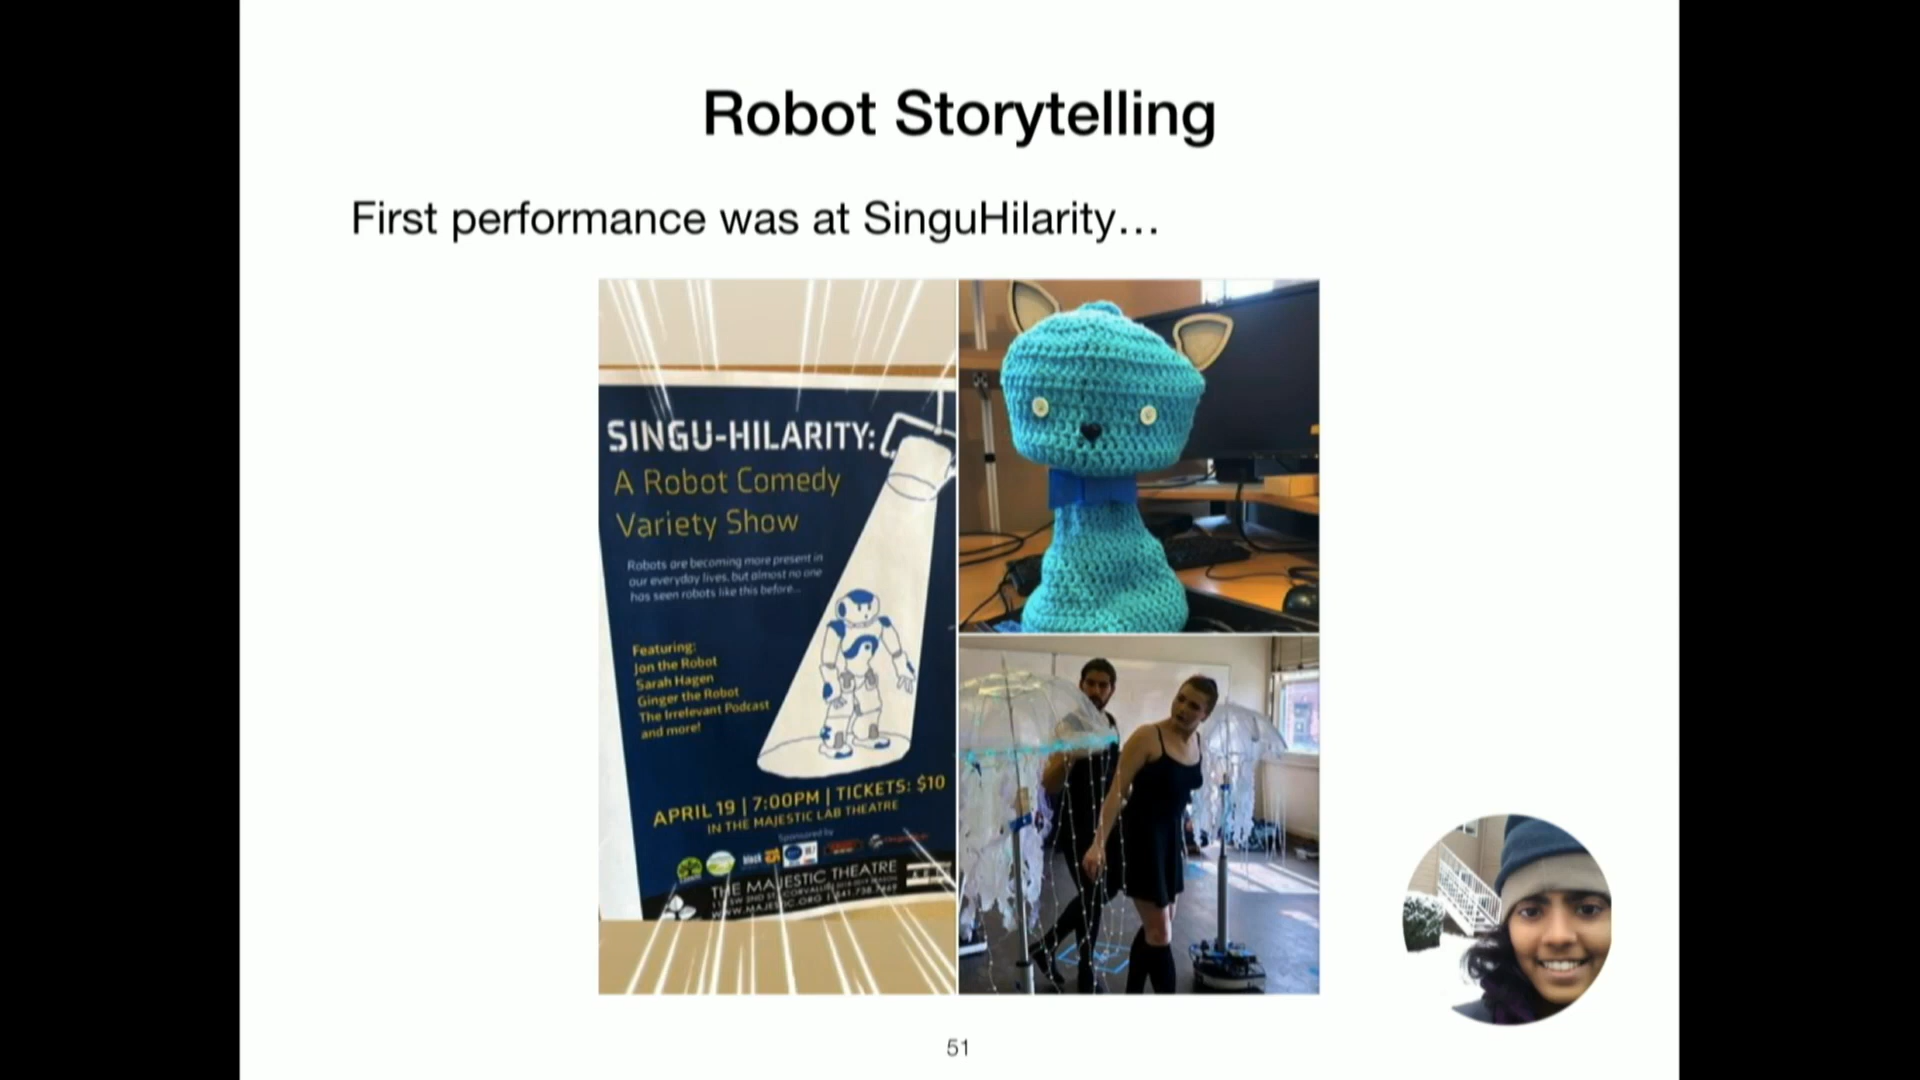 Robot Storytelling
First performance was at SinguHilarity…
SINGU-HILARITY:
A Robot Comedy
Variety Show
Robots are becoming more present in
our everyday lives, but almost no one
has seen robots like this before...
Featuring:
Jon the Robot
Sarah Hagen
Ginger the Robot
The Irrelevant Podcast
and more!
APRIL 19 | 7:00PM | TICKETS: $10
IN THE MAJESTIC LAB THEATRE
Sponsored by
THE MAJESTIC THEATRE
51